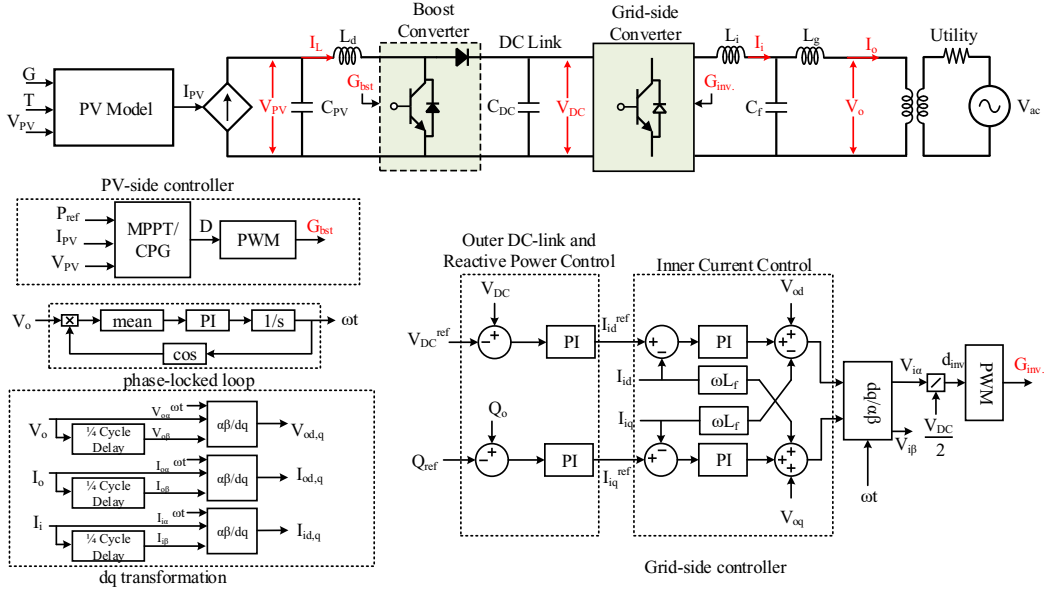 Boost
Converter
Grid-side
Converter
Utility
G
T
V_PV
PV Model
I_PV
V_PV
C_PV
I_L
L_d
G_bst
DC Link
C_DC
V_DC
G_inv.
L_i
I_i
L_g
I_o
C_f
V_o
V_ac
PV-side controller
P_ref
I_PV
V_PV
MPPT/
CPG
D
PWM
G_bst
V_o
mean
PI
1/s
ωt
cos
phase-locked loop
V_o
¼ Cycle
Delay
V_oα
ωt
V_oβ
αβ/dq
V_od,q
I_o
¼ Cycle
Delay
I_oα
ωt
I_oβ
αβ/dq
I_od,q
I_i
¼ Cycle
Delay
I_iα
ωt
I_iβ
αβ/dq
I_id,q
dq transformation
Outer DC-link and
Reactive Power Control
Inner Current Control
V_DC
V_DC^ref
− +
PI
I_id^ref
+ −
PI
V_od
+ + −
I_id
ωL_f
I_iq
ωL_f
Q_o
Q_ref
− +
PI
I_iq^ref
+ −
PI
+ + +
V_oq
dq/αβ
ωt
V_iα
V_iβ
V_DC
2
d_inv
PWM
G_inv.
Grid-side controller